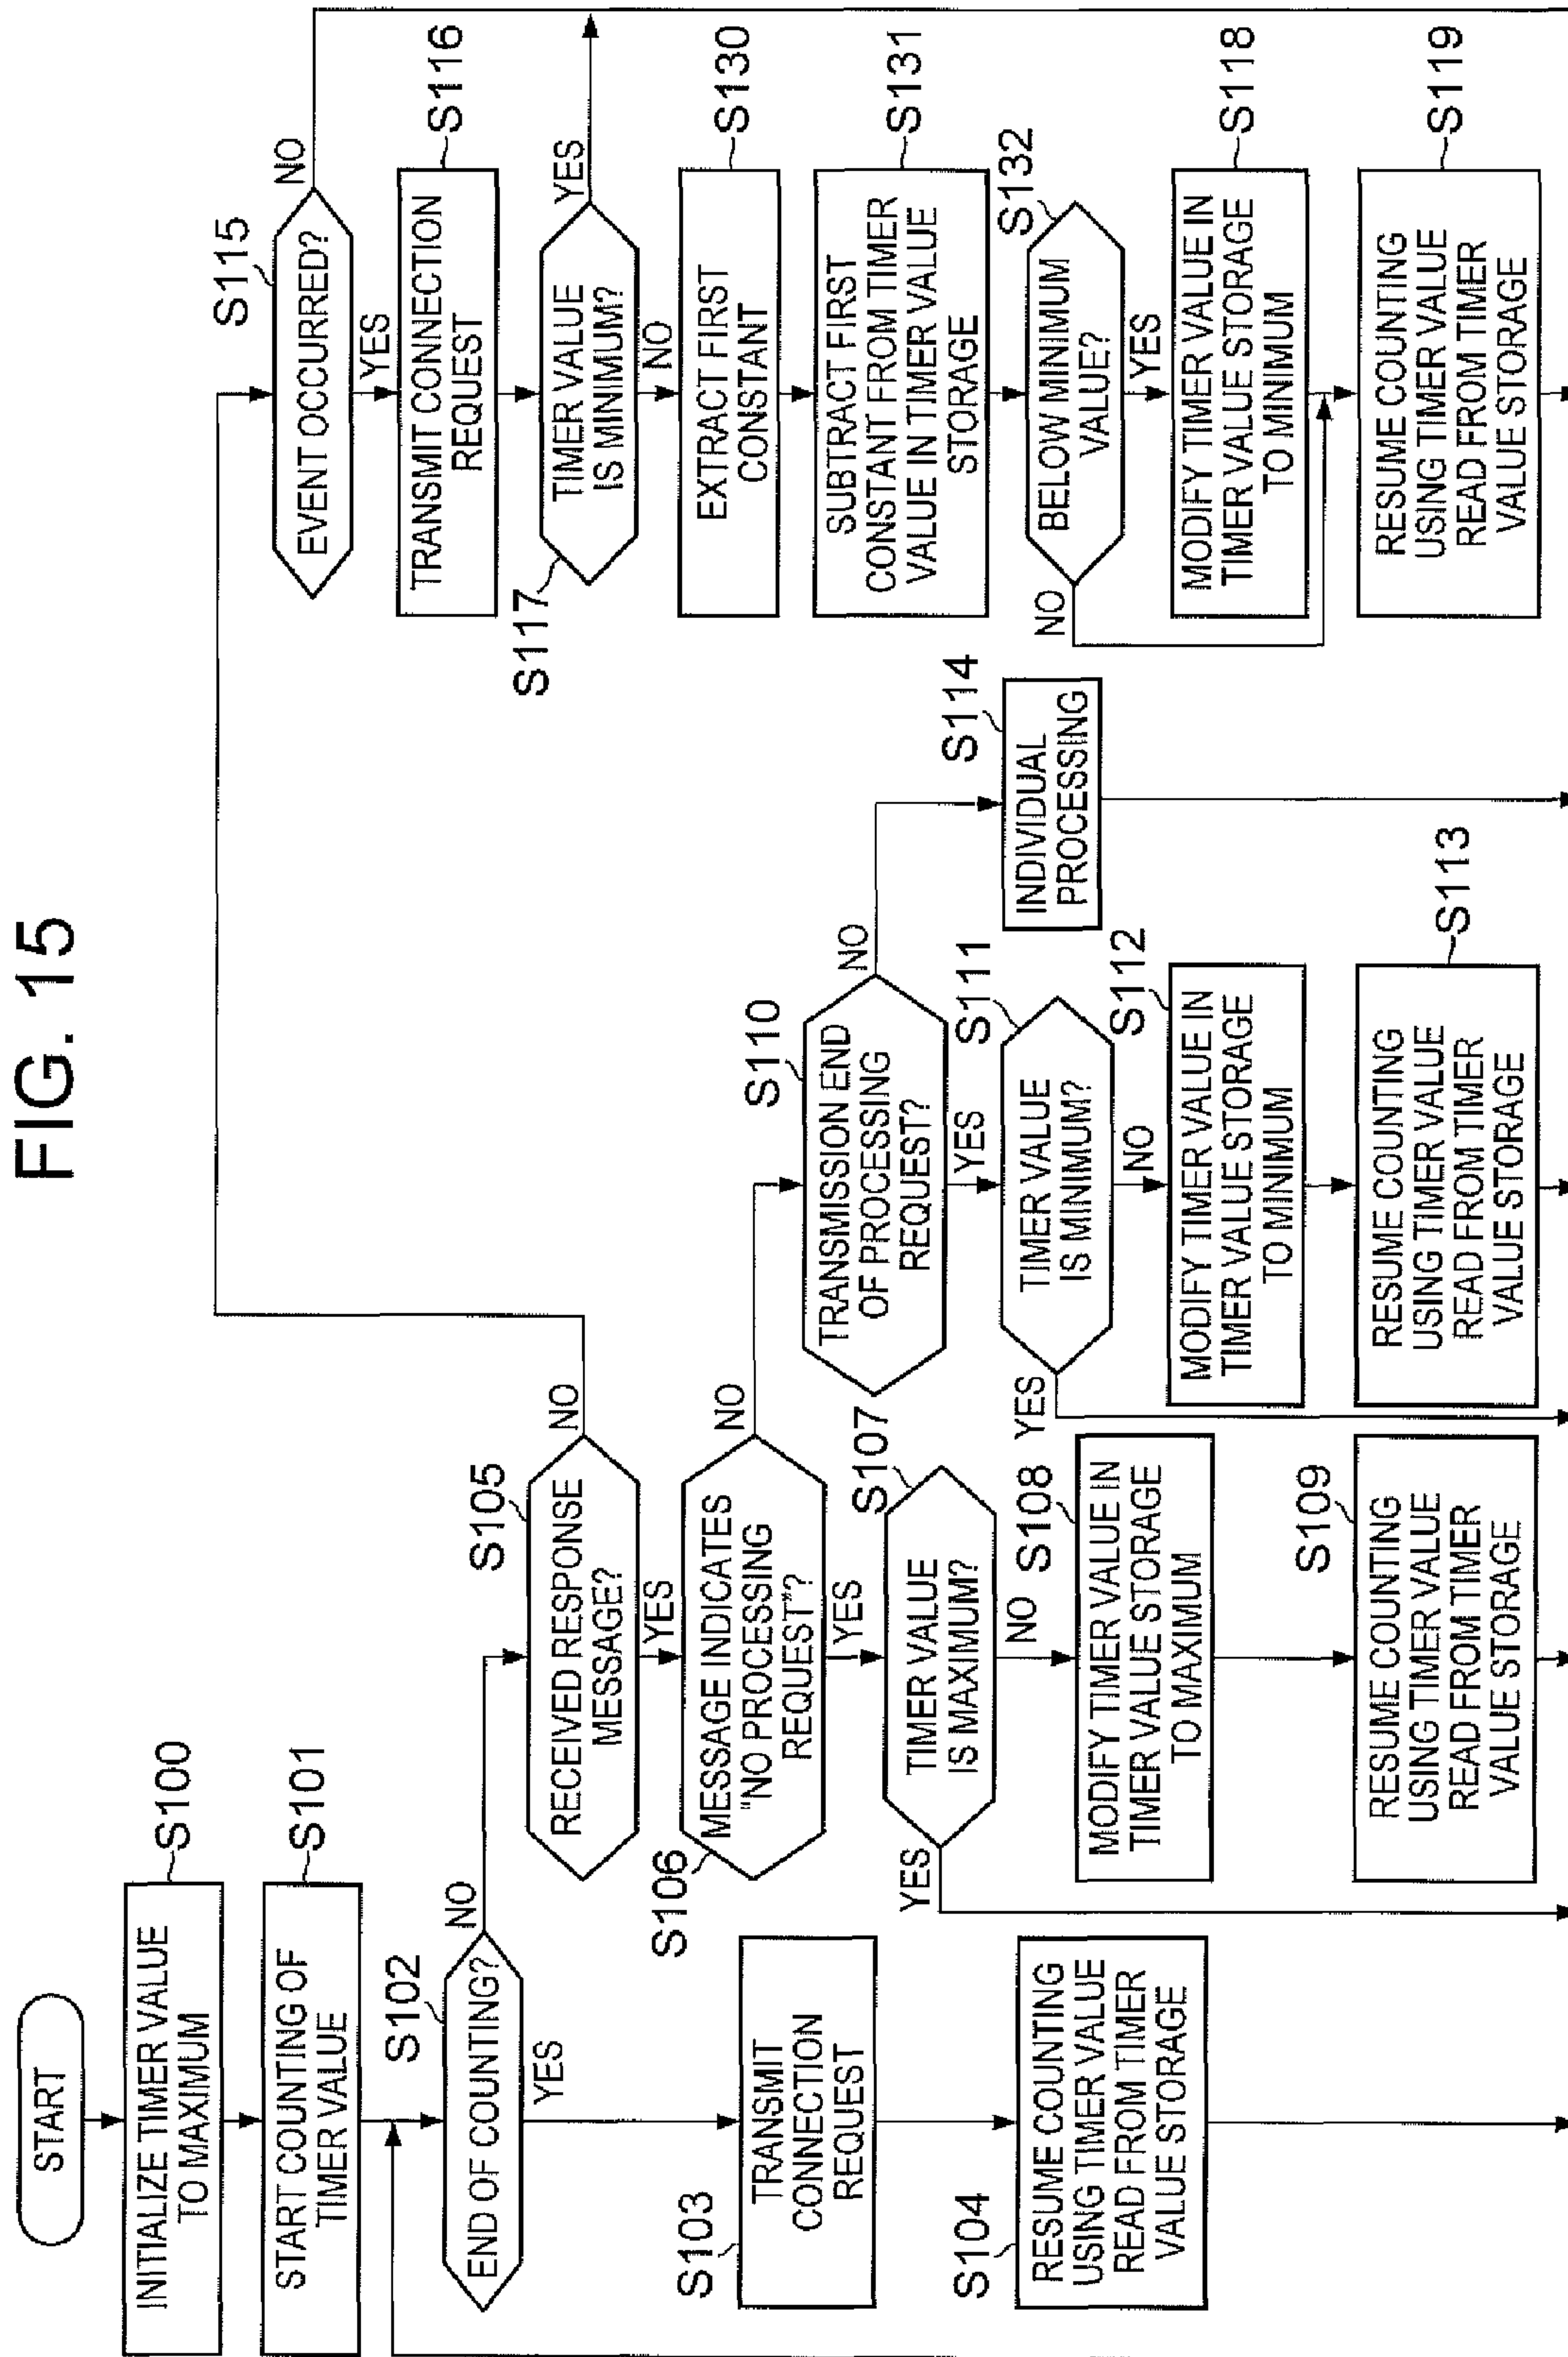 FIG. 15
START
INITIALIZE TIMER VALUE
TO MAXIMUM
S100
START COUNTING OF
TIMER VALUE
S101
S102
END OF COUNTING?
NO
YES
S103
TRANSMIT
CONNECTION
REQUEST
S104
RESUME COUNTING
USING TIMER VALUE
READ FROM TIMER
VALUE STORAGE
S105
RECEIVED RESPONSE
MESSAGE?
NO
YES
S106
MESSAGE INDICATES
"NO PROCESSING
REQUEST"?
NO
YES
S107
TIMER VALUE
IS MAXIMUM?
YES
NO
S108
MODIFY TIMER VALUE IN
TIMER VALUE STORAGE
TO MAXIMUM
S109
RESUME COUNTING
USING TIMER VALUE
READ FROM TIMER
VALUE STORAGE
S110
TRANSMISSION END
OF PROCESSING
REQUEST?
NO
YES
S111
TIMER VALUE
IS MINIMUM?
YES
NO
S112
MODIFY TIMER VALUE IN
TIMER VALUE STORAGE
TO MINIMUM
S113
RESUME COUNTING
USING TIMER VALUE
READ FROM TIMER
VALUE STORAGE
S114
INDIVIDUAL
PROCESSING
S115
EVENT OCCURRED?
NO
YES
TRANSMIT CONNECTION
REQUEST
S116
S117
TIMER VALUE
IS MINIMUM?
YES
NO
EXTRACT FIRST
CONSTANT
S130
SUBTRACT FIRST
CONSTANT FROM TIMER
VALUE IN TIMER VALUE
STORAGE
S131
S132
BELOW MINIMUM
VALUE?
NO
YES
MODIFY TIMER VALUE IN
TIMER VALUE STORAGE
TO MINIMUM
S118
RESUME COUNTING
USING TIMER VALUE
READ FROM TIMER
VALUE STORAGE
S119